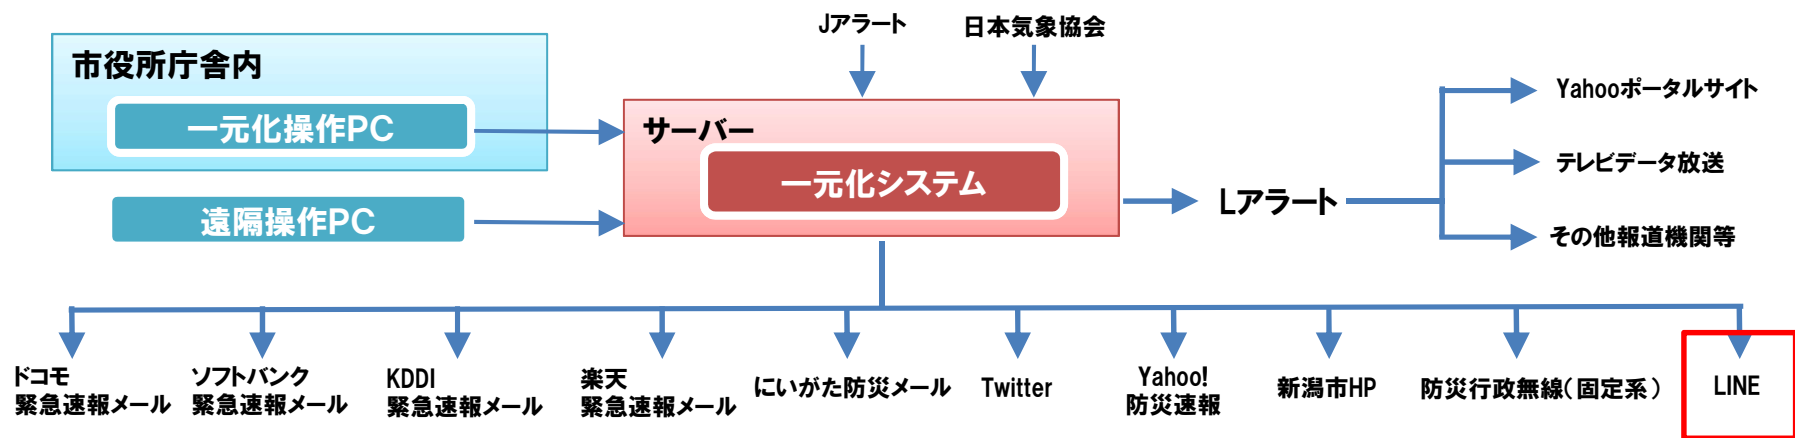 Jアラート
日本気象協会
市役所庁舎内
一元化操作PC
遠隔操作PC
サーバー
一元化システム
Lアラート
Yahooポータルサイト
テレビデータ放送
その他報道機関等
ドコモ
緊急速報メール
ソフトバンク
緊急速報メール
KDDI
緊急速報メール
楽天
緊急速報メール
にいがた防災メール
Twitter
Yahoo!
防災速報
新潟市HP
防災行政無線(固定系)
LINE